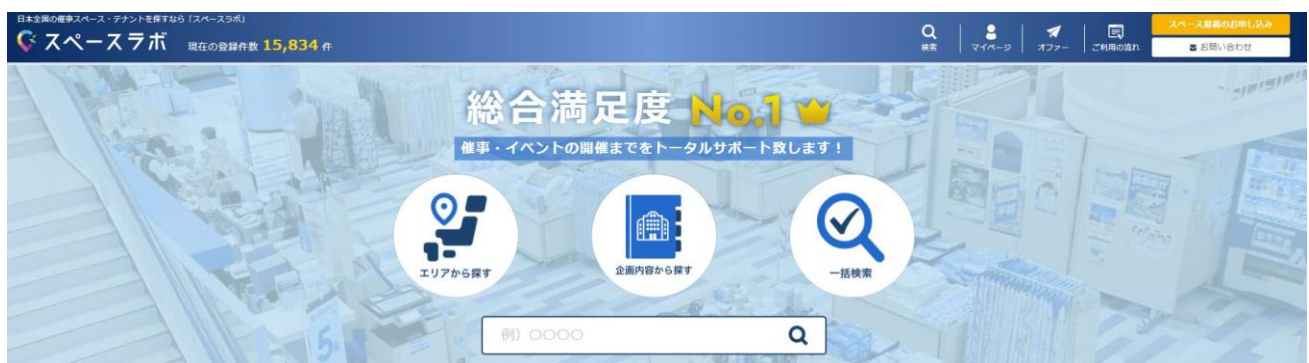 日本全国の催事スペース・テナントを探すなら「スペースラボ」
スペースラボ 現在の登録件数 15,834 件
検索
マイページ
オファー
ご利用の流れ
スペース掲載のお申し込み
お問い合わせ
総合満足度 No.1
催事・イベントの開催までをトータルサポート致します！
エリアから探す
企画内容から探す
一括検索
例）○○○○
5